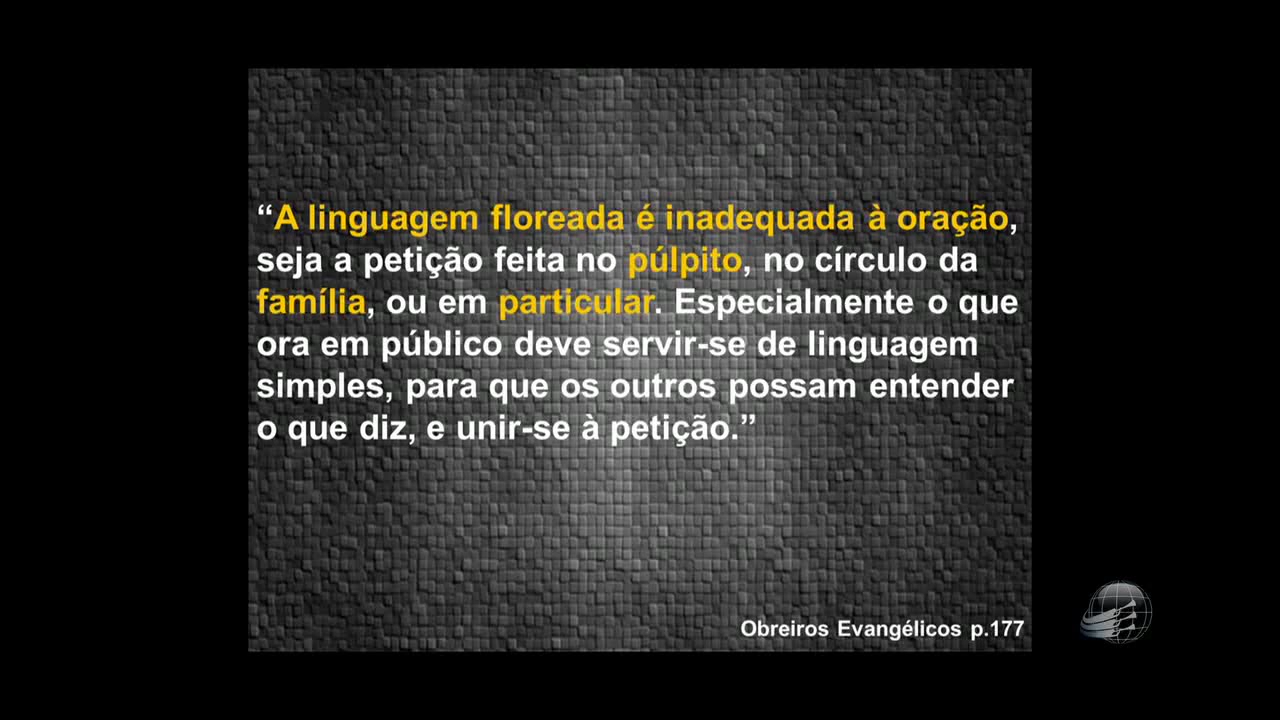 “A linguagem floreada é inadequada à oração,
seja a petição feita no púlpito, no círculo da
família, ou em particular. Especialmente o que
ora em público deve servir-se de linguagem
simples, para que os outros possam entender
o que diz, e unir-se à petição.”
Obreiros Evangélicos p.177